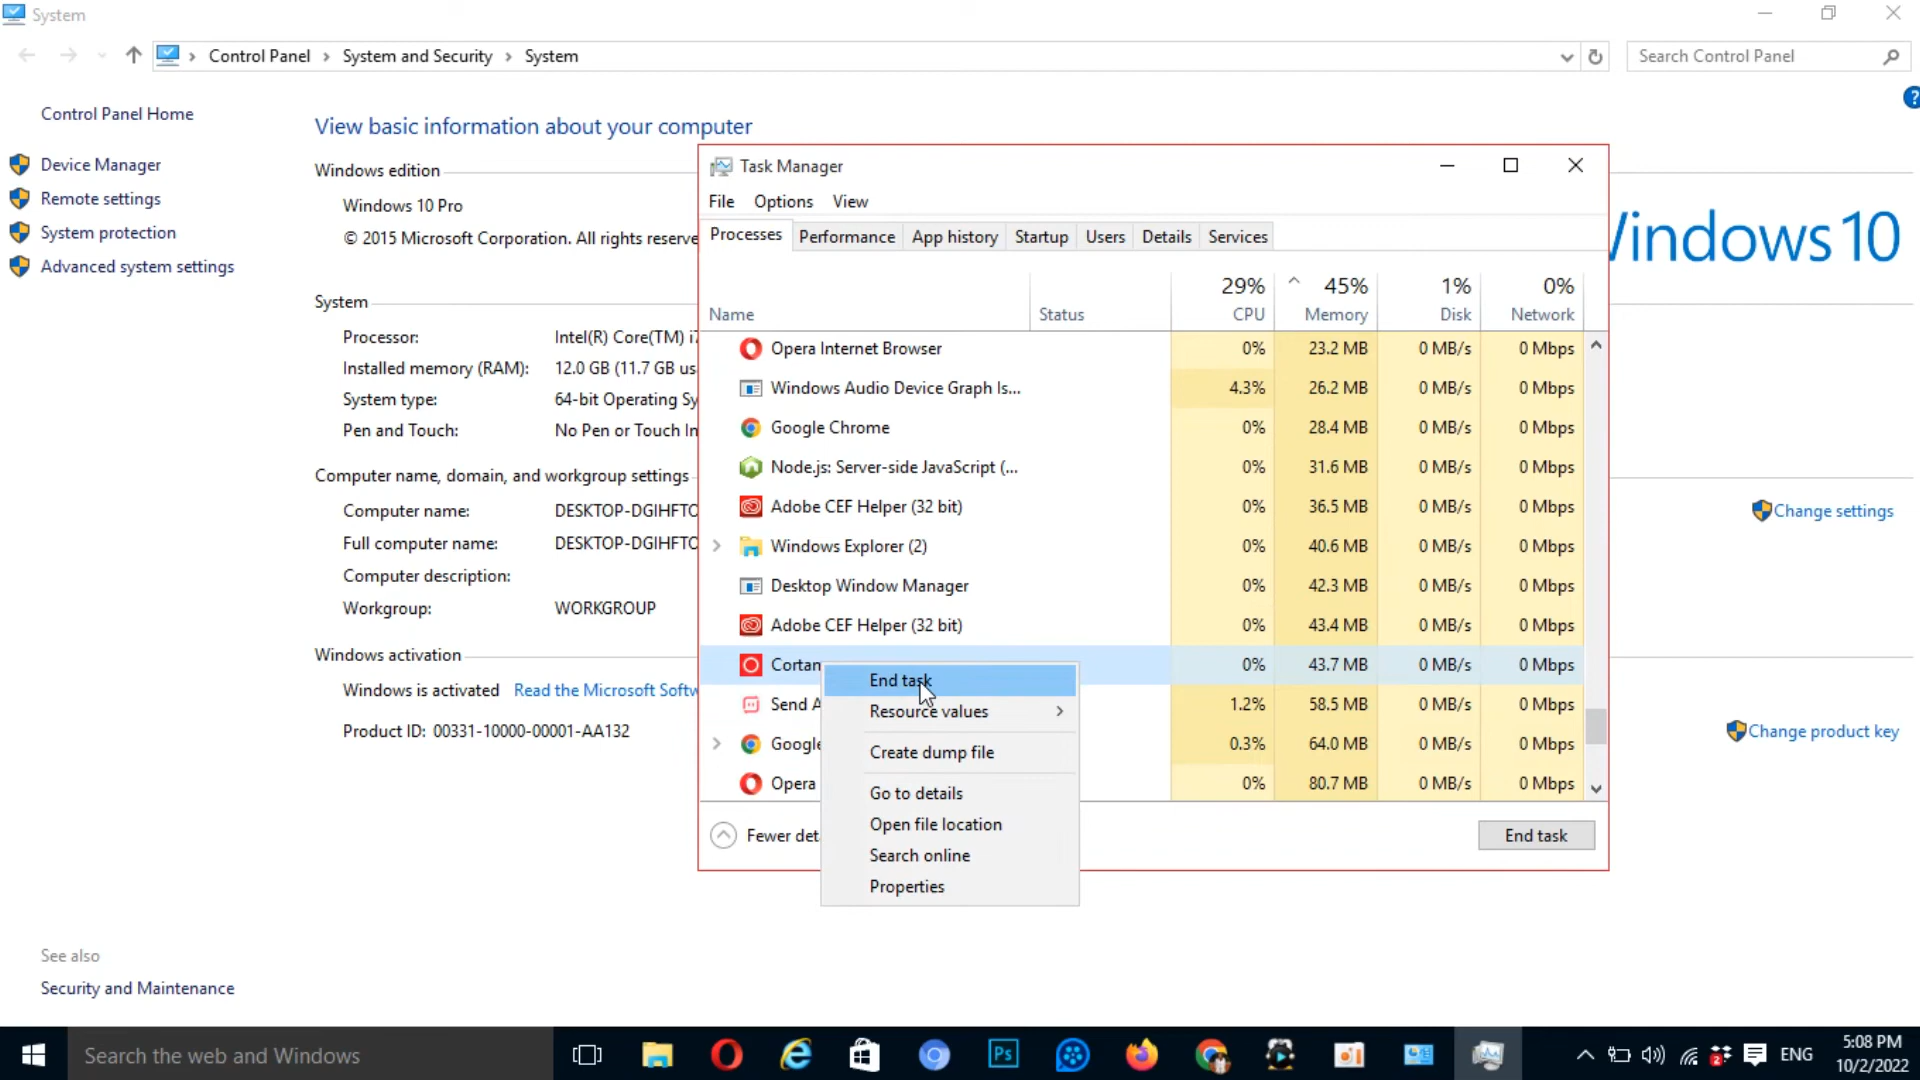 System
Control Panel > System and Security > System
Search Control Panel
Control Panel Home
Device Manager
Remote settings
System protection
Advanced system settings
See also
Security and Maintenance
View basic information about your computer
Windows edition
Windows 10 Pro
© 2015 Microsoft Corporation. All rights reserve
System
Processor: Intel(R) Core(TM) i7
Installed memory (RAM): 12.0 GB (11.7 GB us
System type: 64-bit Operating Sy
Pen and Touch: No Pen or Touch In
Computer name, domain, and workgroup settings
Computer name: DESKTOP-DGIHFTO
Full computer name: DESKTOP-DGIHFTO
Computer description:
Workgroup: WORKGROUP
Windows activation
Windows is activated Read the Microsoft Softw
Product ID: 00331-10000-00001-AA132
Windows 10
Change settings
Change product key
Task Manager
File Options View
Processes Performance App history Startup Users Details Services
29% 45% 1% 0%
Name Status CPU Memory Disk Network
Opera Internet Browser 0% 23.2 MB 0 MB/s 0 Mbps
Windows Audio Device Graph Is... 4.3% 26.2 MB 0 MB/s 0 Mbps
Google Chrome 0% 28.4 MB 0 MB/s 0 Mbps
Node.js: Server-side JavaScript (... 0% 31.6 MB 0 MB/s 0 Mbps
Adobe CEF Helper (32 bit) 0% 36.5 MB 0 MB/s 0 Mbps
Windows Explorer (2) 0% 40.6 MB 0 MB/s 0 Mbps
Desktop Window Manager 0% 42.3 MB 0 MB/s 0 Mbps
Adobe CEF Helper (32 bit) 0% 43.4 MB 0 MB/s 0 Mbps
Cortan 0% 43.7 MB 0 MB/s 0 Mbps
Send A 1.2% 58.5 MB 0 MB/s 0 Mbps
Google 0.3% 64.0 MB 0 MB/s 0 Mbps
Opera 0% 80.7 MB 0 MB/s 0 Mbps
Fewer det
End task
End task
Resource values
Create dump file
Go to details
Open file location
Search online
Properties
Search the web and Windows
Ps
2
ENG
5:08 PM
10/2/2022